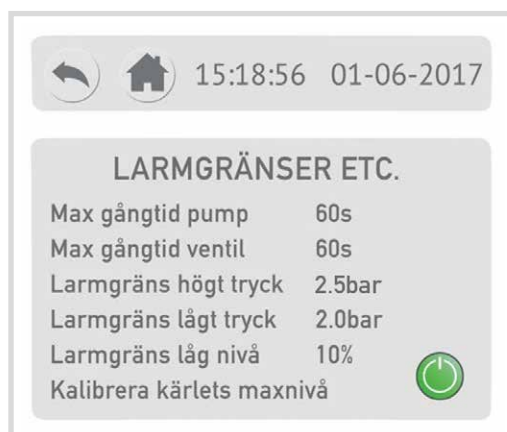 15:18:56 01-06-2017
LARMGRÄNSER ETC.
Max gångtid pump 60s
Max gångtid ventil 60s
Larmgräns högt tryck 2.5bar
Larmgräns lågt tryck 2.0bar
Larmgräns låg nivå 10%
Kalibrera kärlets maxnivå